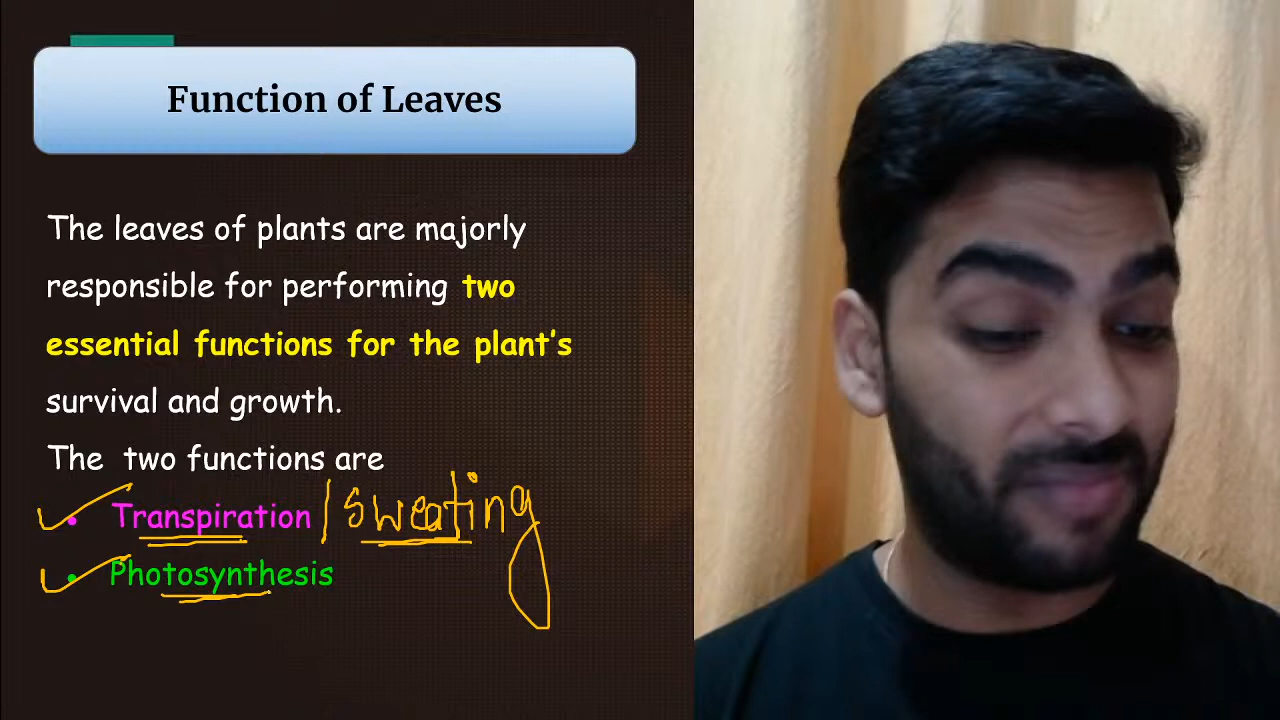 Function of Leaves
The leaves of plants are majorly
responsible for performing two
essential functions for the plant's
survival and growth.
The two functions are
• Transpiration / sweating
• Photosynthesis